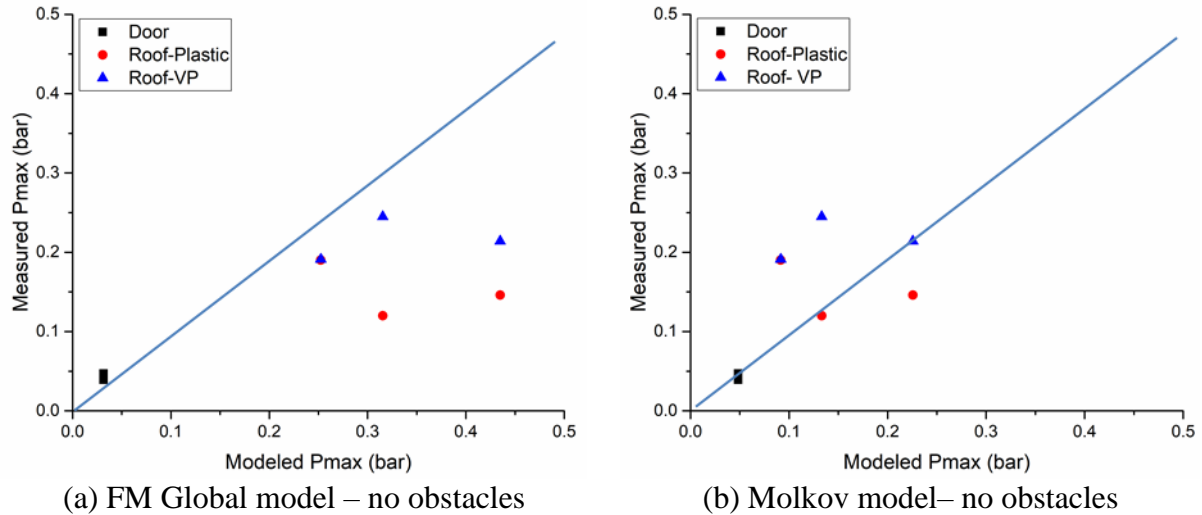 0.5
0.4
0.3
0.2
0.1
0.0
Measured Pmax (bar)
Door
Roof-Plastic
Roof-VP
0.0 0.1 0.2 0.3 0.4 0.5
Modeled Pmax (bar)
(a) FM Global model – no obstacles
0.5
0.4
0.3
0.2
0.1
0.0
Measured Pmax (bar)
Door
Roof-Plastic
Roof- VP
0.0 0.1 0.2 0.3 0.4 0.5
Modeled Pmax (bar)
(b) Molkov model– no obstacles